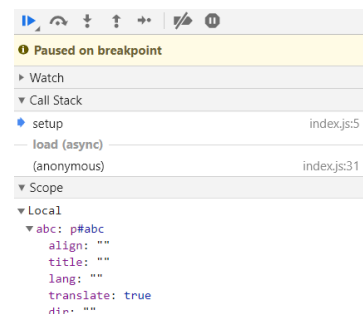 Paused on breakpoint
Watch
Call Stack
setup index.js:5
load (async)
(anonymous) index.js:31
Scope
Local
abc: p#abc
align: ""
title: ""
lang: ""
translate: true
dir: ""